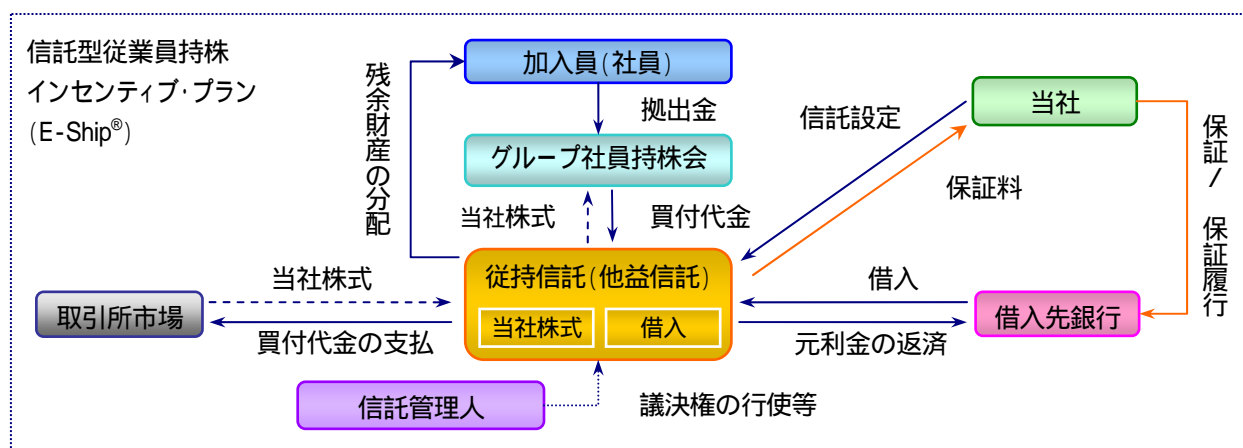 信託型従業員持株
インセンティブ・プラン
(E-Ship®)
残余財産の分配
加入員(社員)
拠出金
グループ社員持株会
当社株式
買付代金
信託設定
当社
保証料
保証/ 保証履行
当社株式
取引所市場
買付代金の支払
従持信託(他益信託)
当社株式
借入
借入
借入先銀行
元利金の返済
信託管理人
議決権の行使等